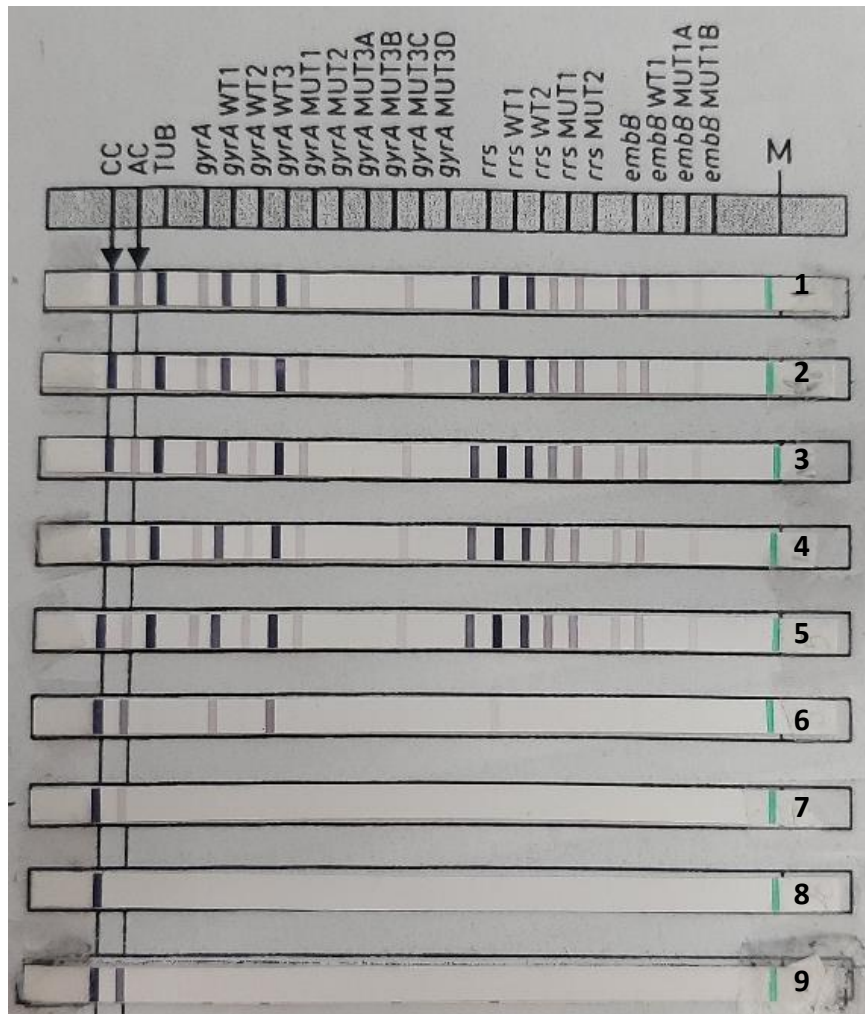 CC
AC
TUB
gyrA
gyrA WT1
gyrA WT2
gyrA WT3
gyrA MUT1
gyrA MUT2
gyrA MUT3A
gyrA MUT3B
gyrA MUT3C
gyrA MUT3D
rrs
rrs WT1
rrs WT2
rrs MUT1
rrs MUT2
embB
embB WT1
embB MUT1A
embB MUT1B
M
1
2
3
4
5
6
7
8
9